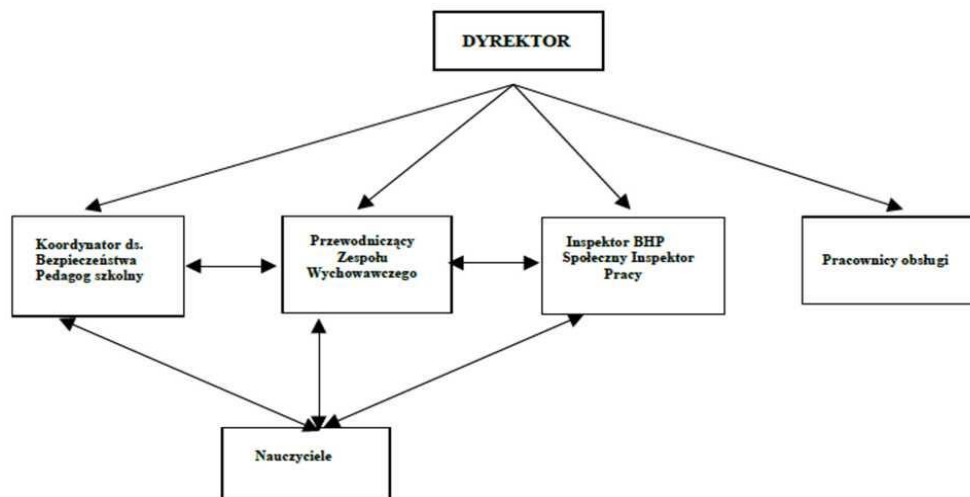 DYREKTOR
Koordynator ds.
Bezpieczeństwa
Pedagog szkolny
Przewodniczący
Zespołu
Wychowawczego
Inspektor BHP
Społeczny Inspektor
Pracy
Pracownicy obsługi
Nauczyciele